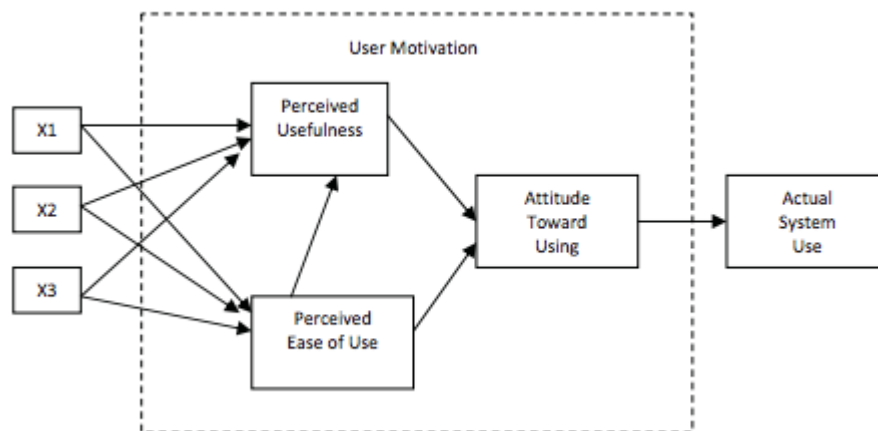 User Motivation
Perceived
Usefulness
X1
X2
X3
Attitude
Toward
Using
Actual
System
Use
Perceived
Ease of Use